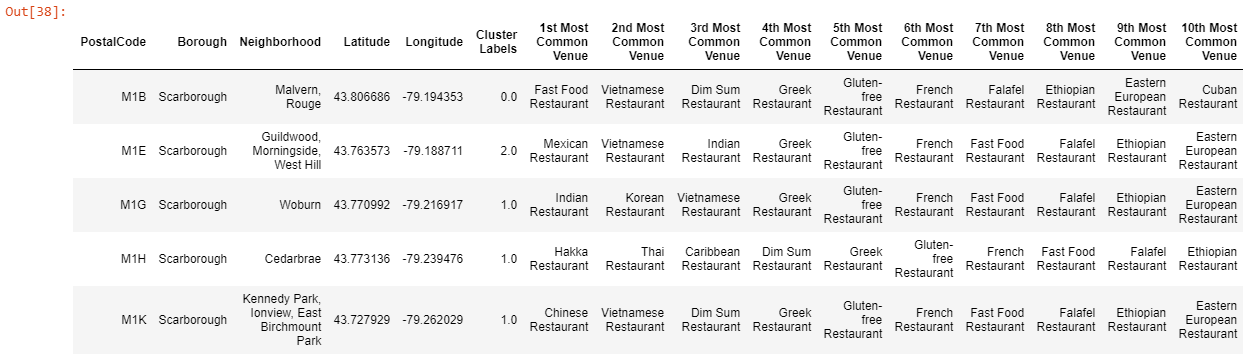 Out[38]:
PostalCode Borough Neighborhood Latitude Longitude Cluster Labels 1st Most Common Venue 2nd Most Common Venue 3rd Most Common Venue 4th Most Common Venue 5th Most Common Venue 6th Most Common Venue 7th Most Common Venue 8th Most Common Venue 9th Most Common Venue 10th Most Common Venue
M1B Scarborough Malvern, Rouge 43.806686 -79.194353 0.0 Fast Food Restaurant Vietnamese Restaurant Dim Sum Restaurant Greek Restaurant Gluten-free Restaurant French Restaurant Falafel Restaurant Ethiopian Restaurant Eastern European Restaurant Cuban Restaurant
M1E Scarborough Guildwood, Morningside, West Hill 43.763573 -79.188711 2.0 Mexican Restaurant Vietnamese Restaurant Indian Restaurant Greek Restaurant Gluten-free Restaurant French Restaurant Fast Food Restaurant Falafel Restaurant Ethiopian Restaurant Eastern European Restaurant
M1G Scarborough Woburn 43.770992 -79.216917 1.0 Indian Restaurant Korean Restaurant Vietnamese Restaurant Greek Restaurant Gluten-free Restaurant French Restaurant Fast Food Restaurant Falafel Restaurant Ethiopian Restaurant Eastern European Restaurant
M1H Scarborough Cedarbrae 43.773136 -79.239476 1.0 Hakka Restaurant Thai Restaurant Caribbean Restaurant Dim Sum Restaurant Greek Restaurant Gluten-free Restaurant French Restaurant Fast Food Restaurant Falafel Restaurant Ethiopian Restaurant
M1K Scarborough Kennedy Park, Ionview, East Birchmount Park 43.727929 -79.262029 1.0 Chinese Restaurant Vietnamese Restaurant Dim Sum Restaurant Greek Restaurant Gluten-free Restaurant French Restaurant Fast Food Restaurant Falafel Restaurant Ethiopian Restaurant Eastern European Restaurant